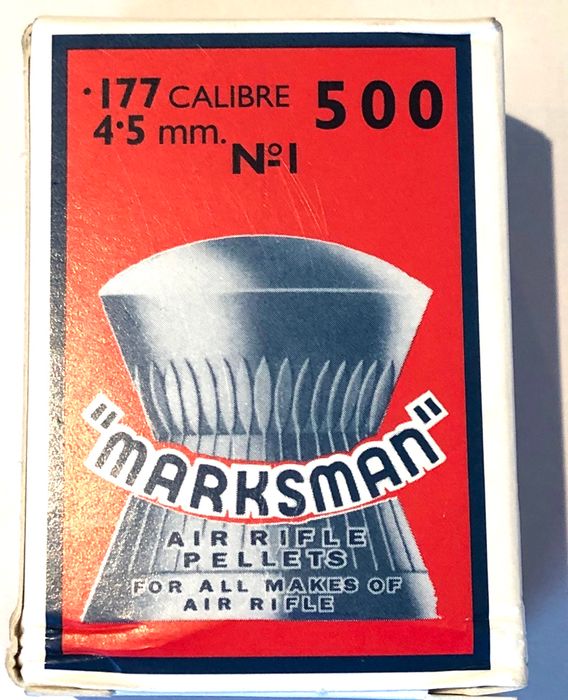 ·177 CALIBRE 500
4·5 mm.
Nº1
"MARKSMAN"
AIR RIFLE
PELLETS
FOR ALL MAKES OF
AIR RIFLE